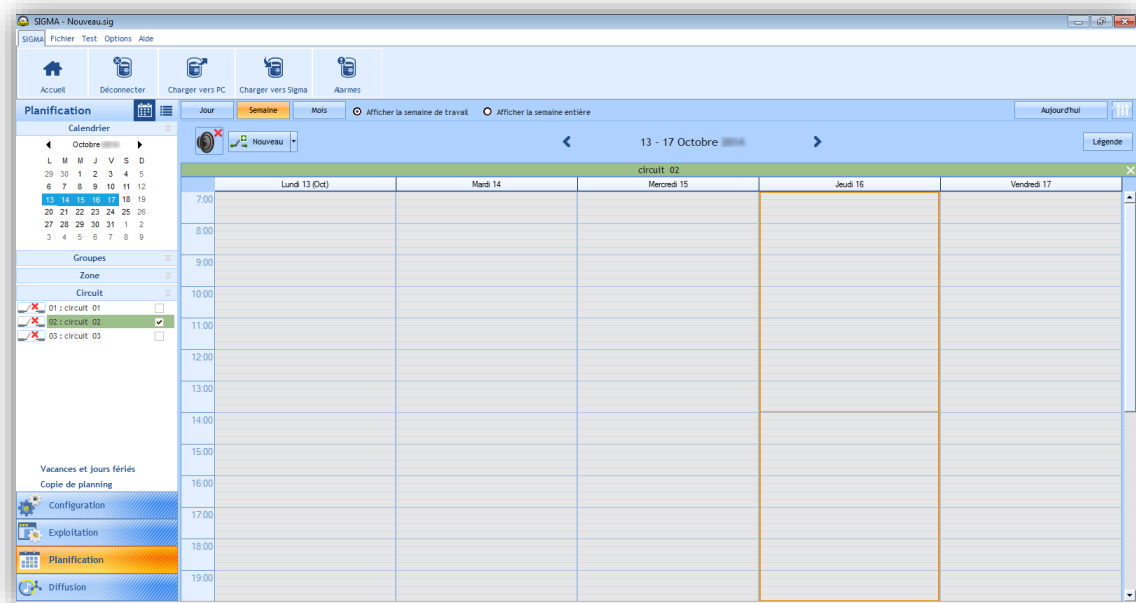 SIGMA - Nouveau.sig
SIGMA Fichier Test Options Aide
Accueil Déconnecter Charger vers PC Charger vers Sigma Alarmes
Planification
Jour Semaine Mois Afficher la semaine de travail Afficher la semaine entière Aujourd'hui
Calendrier
Octobre
L M M J V S D
29 30 1 2 3 4 5
6 7 8 9 10 11 12
13 14 15 16 17 18 19
20 21 22 23 24 25 26
27 28 29 30 31 1 2
3 4 5 6 7 8 9
Groupes
Zone
Circuit
01 : circuit 01
02 : circuit 02
03 : circuit 03
Vacances et jours fériés
Copie de planning
Configuration
Exploitation
Planification
Diffusion
Nouveau 13 - 17 Octobre Légende
circuit 02
Lundi 13 (Oct) Mardi 14 Mercredi 15 Jeudi 16 Vendredi 17
7:00
8:00
9:00
10:00
11:00
12:00
13:00
14:00
15:00
16:00
17:00
18:00
19:00